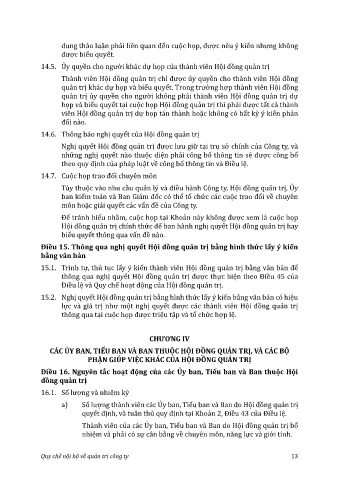 dung thảo luận phải liên quan đến cuộc họp, được nêu ý kiến nhưng không
được biểu quyết.
14.5. Ủy quyền cho người khác dự họp của thành viên Hội đồng quản trị
Thành viên Hội đồng quản trị chỉ được ủy quyền cho thành viên Hội đồng
quản trị khác dự họp và biểu quyết. Trong trường hợp thành viên Hội đồng
quản trị ủy quyền cho người không phải thành viên Hội đồng quản trị dự
họp và biểu quyết tại cuộc họp Hội đồng quản trị thì phải được tất cả thành
viên Hội đồng quản trị dự họp tán thành hoặc không có bất kỳ ý kiến phản
đối nào.
14.6. Thông báo nghị quyết của Hội đồng quản trị
Nghị quyết Hội đồng quản trị được lưu giữ tại trụ sở chính của Công ty, và
những nghị quyết nào thuộc diện phải công bố thông tin sẽ được công bố
theo quy định của pháp luật về công bố thông tin và Điều lệ.
14.7. Cuộc họp trao đổi chuyên môn
Tùy thuộc vào nhu cầu quản lý và điều hành Công ty, Hội đồng quản trị, Ủy
ban kiểm toán và Ban Giám đốc có thể tổ chức các cuộc trao đổi về chuyên
môn hoặc giải quyết các vấn đề của Công ty.
Để tránh hiểu nhầm, cuộc họp tại Khoản này không được xem là cuộc họp
Hội đồng quản trị chính thức để ban hành nghị quyết Hội đồng quản trị hay
biểu quyết thông qua vấn đề nào.
Điều 15. Thông qua nghị quyết Hội đồng quản trị bằng hình thức lấy ý kiến
bằng văn bản
15.1. Trình tự, thủ tục lấy ý kiến thành viên Hội đồng quản trị bằng văn bản để
thông qua nghị quyết Hội đồng quản trị được thực hiện theo Điều 45 của
Điều lệ và Quy chế hoạt động của Hội đồng quản trị.
15.2. Nghị quyết Hội đồng quản trị bằng hình thức lấy ý kiến bằng văn bản có hiệu
lực và giá trị như một nghị quyết được các thành viên Hội đồng quản trị
thông qua tại cuộc họp được triệu tập và tổ chức hợp lệ.
CHƯƠNG IV
CÁC ỦY BAN, TIỂU BAN VÀ BAN THUỘC HỘI ĐỒNG QUẢN TRỊ, VÀ CÁC BỘ
PHẬN GIÚP VIỆC KHÁC CỦA HỘI ĐỒNG QUẢN TRỊ
Điều 16. Nguyên tắc hoạt động của các Ủy ban, Tiểu ban và Ban thuộc Hội
đồng quản trị
16.1. Số lượng và nhiệm kỳ
a) Số lượng thành viên các Ủy ban, Tiểu ban và Ban do Hội đồng quản trị
quyết định, và tuân thủ quy định tại Khoản 2, Điều 43 của Điều lệ.
Thành viên của các Ủy ban, Tiểu ban và Ban do Hội đồng quản trị bổ
nhiệm và phải có sự cân bằng về chuyên môn, năng lực và giới tính.
Quy chế nội bộ về quản trị công ty 13